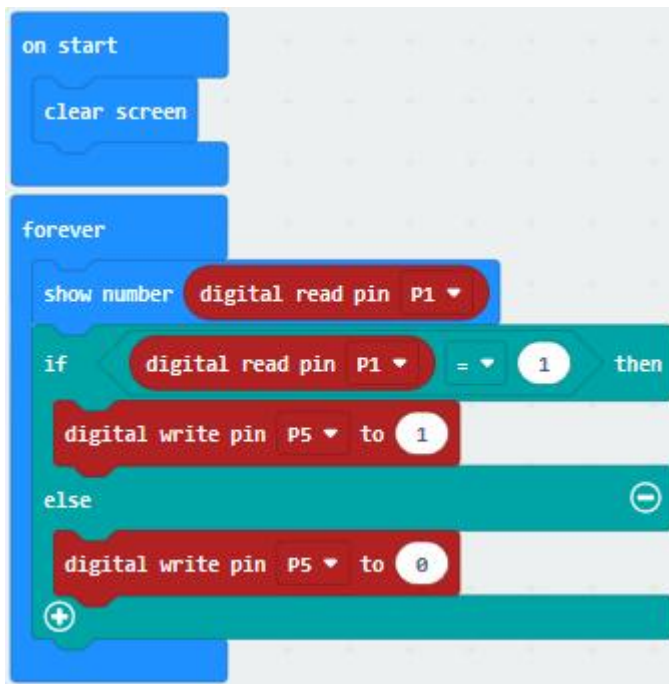 on start
clear screen
forever
show number digital read pin P1
if digital read pin P1 = 1 then
digital write pin P5 to 1
else
digital write pin P5 to 0